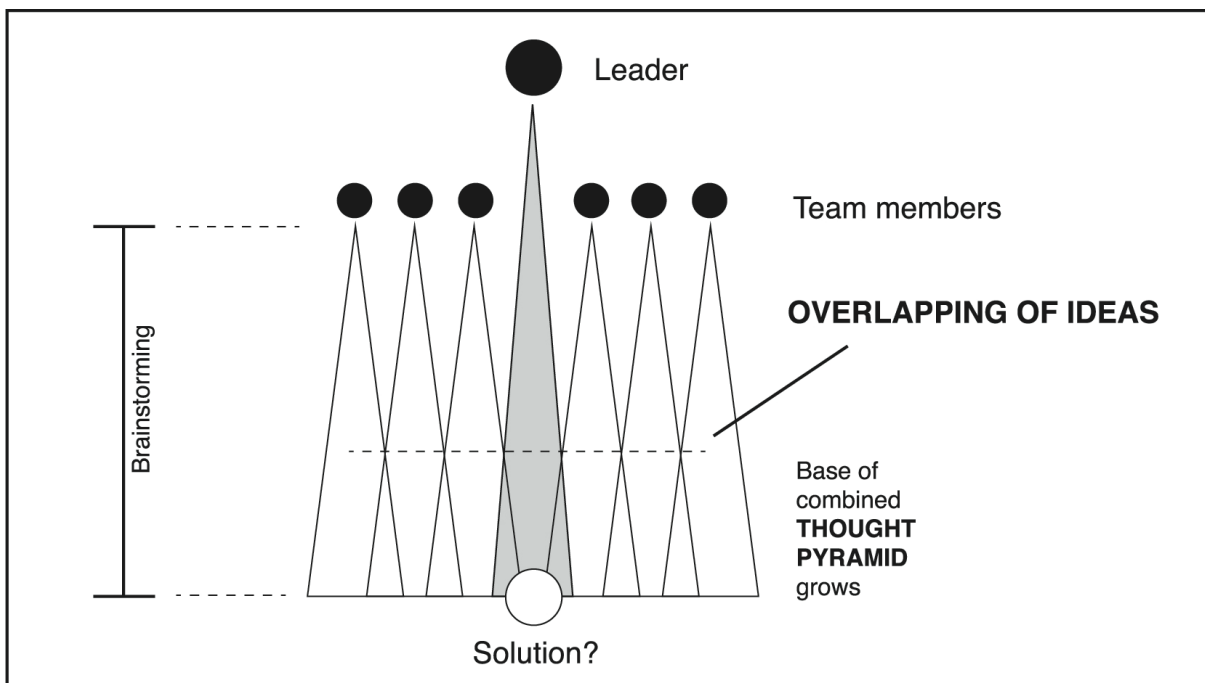 Leader
Team members
OVERLAPPING OF IDEAS
Brainstorming
Base of
combined
THOUGHT
PYRAMID
grows
Solution?